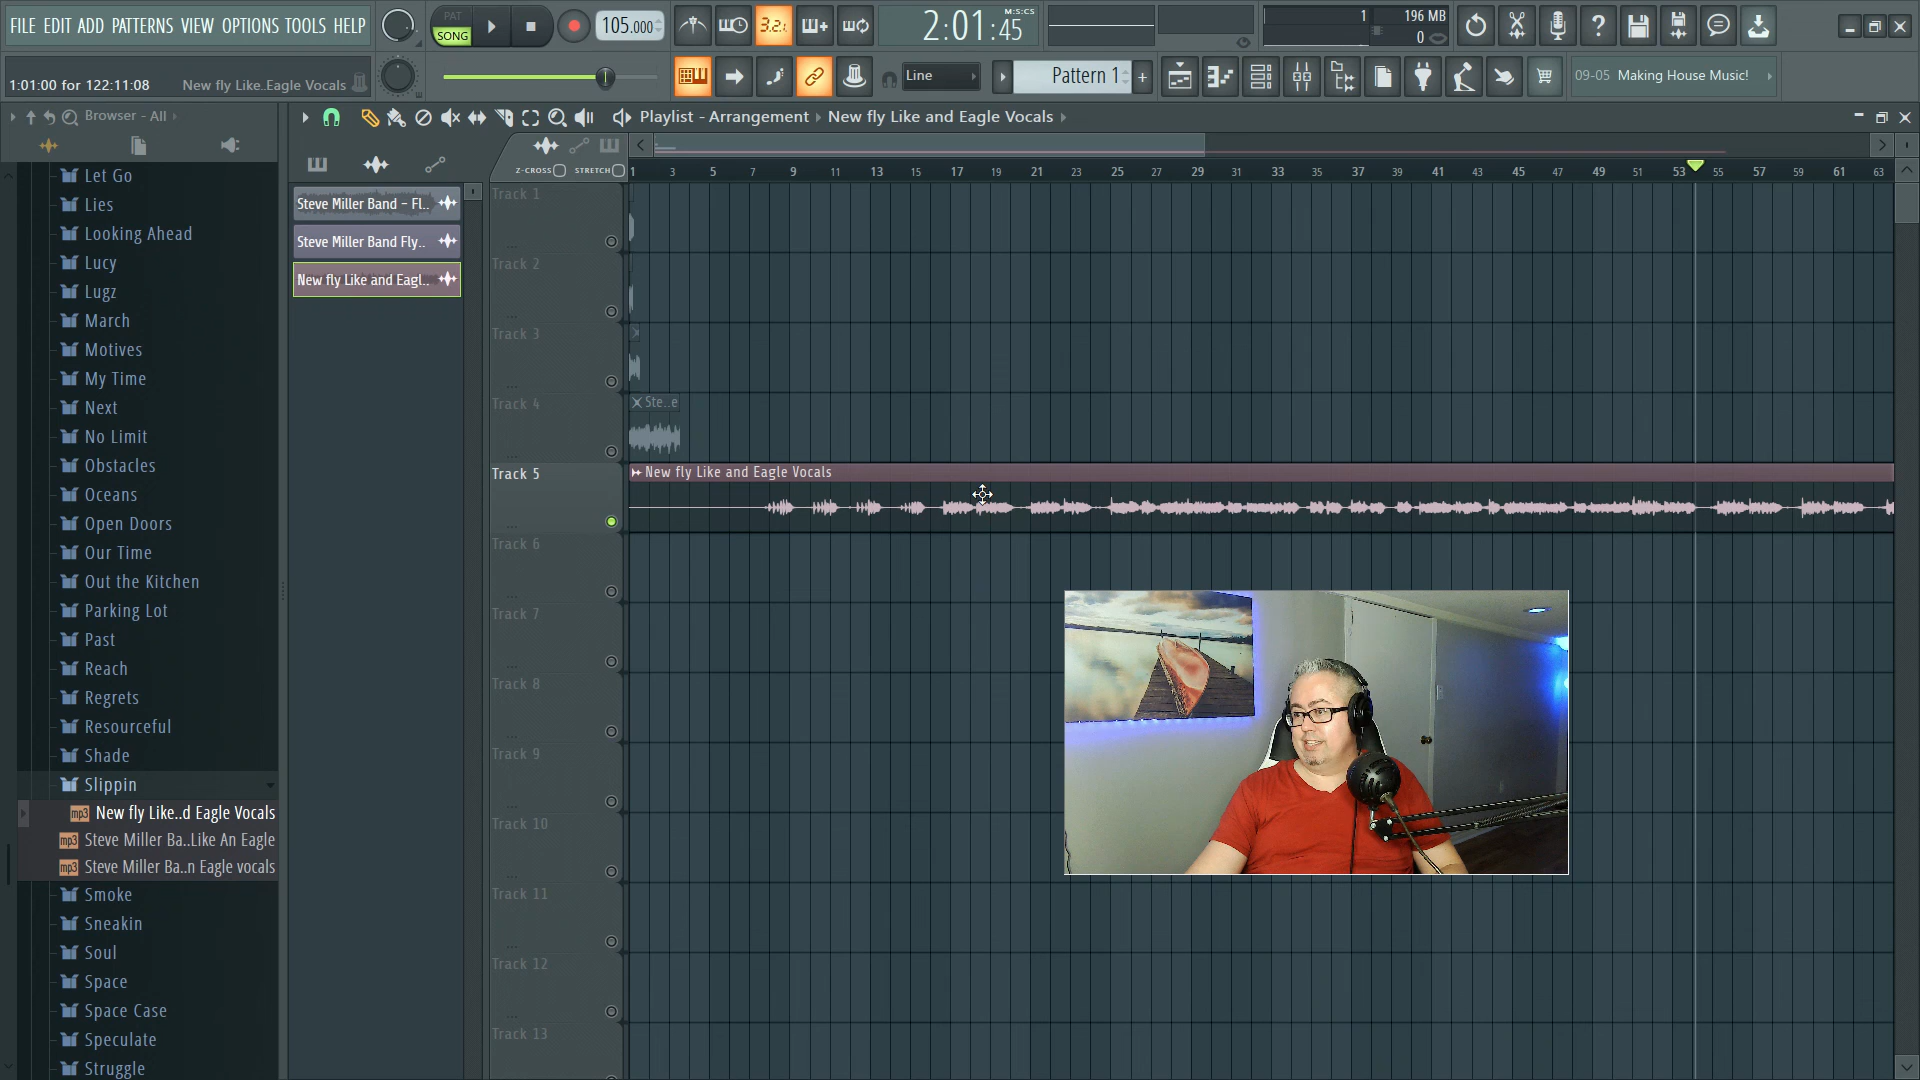 FILE EDIT ADD PATTERNS VIEW OPTIONS TOOLS HELP
PAT
SONG
105.000
3.2.
2:01:45
M:S:CS
1
196 MB
0
1:01:00 for 122:11:08
New fly Like..Eagle Vocals
Line
Pattern 1
09-05 Making House Music!
Browser - All
Playlist - Arrangement
New fly Like and Eagle Vocals
Z-CROSS
STRETCH
1 3 5 7 9 11 13 15 17 19 21 23 25 27 29 31 33 35 37 39 41 43 45 47 49 51 53 55 57 59 61 63
Let Go
Lies
Looking Ahead
Lucy
Lugz
March
Motives
My Time
Next
No Limit
Obstacles
Oceans
Open Doors
Our Time
Out the Kitchen
Parking Lot
Past
Reach
Regrets
Resourceful
Shade
Slippin
mp3 New fly Like..d Eagle Vocals
mp3 Steve Miller Ba..Like An Eagle
mp3 Steve Miller Ba..n Eagle vocals
Smoke
Sneakin
Soul
Space
Space Case
Speculate
Struggle
Steve Miller Band - Fl..
Steve Miller Band Fly..
New fly Like and Eagl..
Track 1
Track 2
Track 3
Track 4
Ste..e
Track 5
New fly Like and Eagle Vocals
Track 6
Track 7
Track 8
Track 9
Track 10
Track 11
Track 12
Track 13